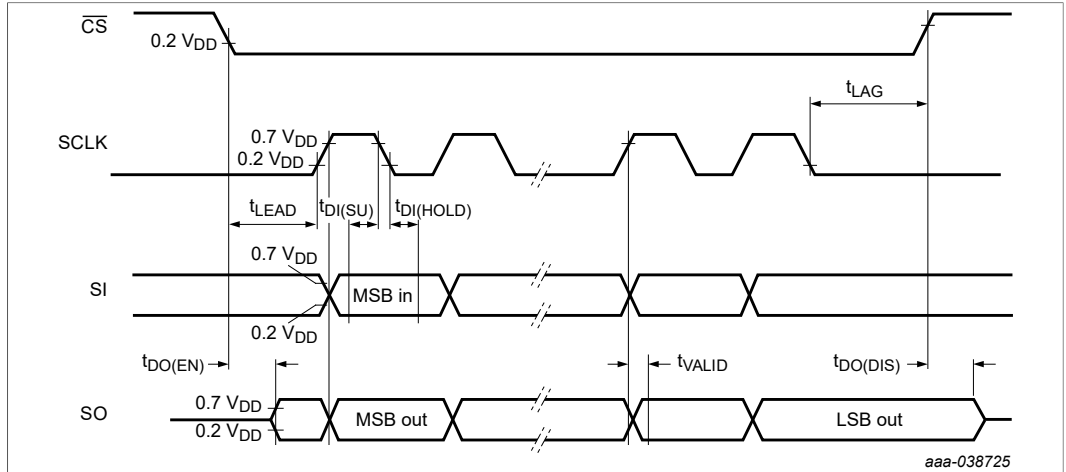 CS
0.2 VDD
tLAG
SCLK
0.7 VDD
0.2 VDD
tLEAD
tDI(SU)
tDI(HOLD)
0.7 VDD
SI
MSB in
0.2 VDD
tDO(EN)
tVALID
tDO(DIS)
SO
0.7 VDD
0.2 VDD
MSB out
LSB out
aaa-038725